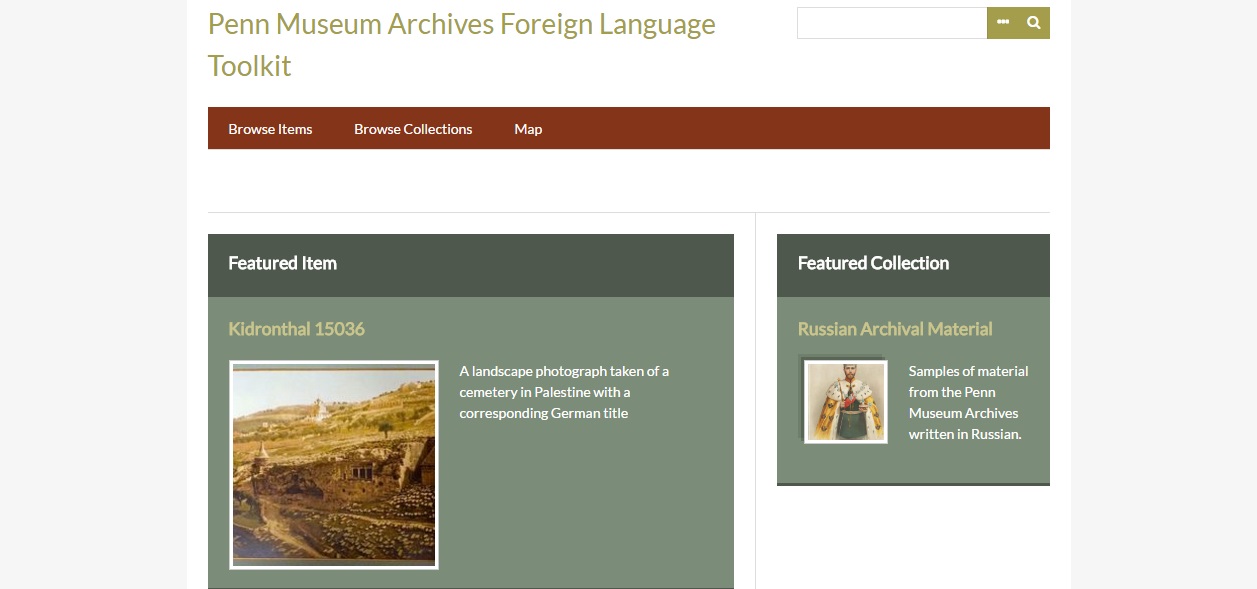 Penn Museum Archives Foreign Language
Toolkit
Browse Items
Browse Collections
Map
Featured Item
Kidronthal 15036
A landscape photograph taken of a
cemetery in Palestine with a
corresponding German title
Featured Collection
Russian Archival Material
Samples of material
from the Penn
Museum Archives
written in Russian.